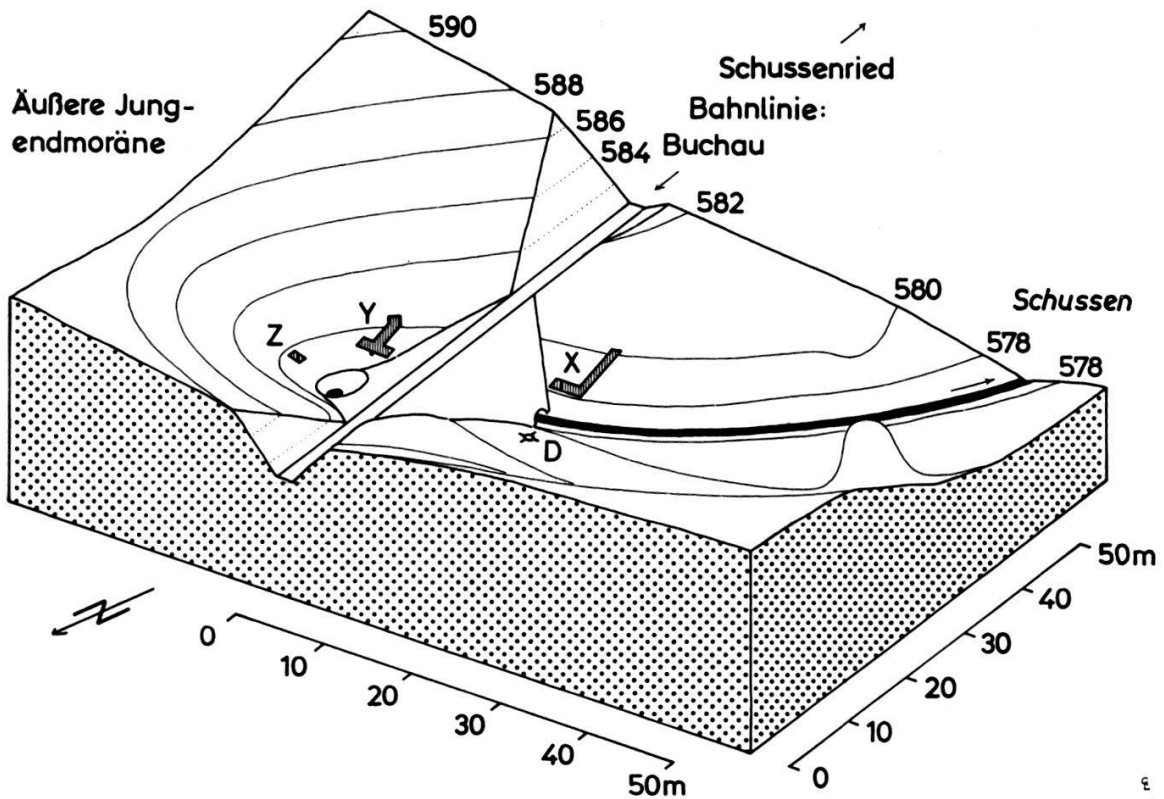 590
Schussenried
Äußere Jung-
endmoräne
588
Bahnlinie:
586
584
Buchau
582
580
Schussen
578
578
Z
Y
X
D
N
0
10
20
30
40
50m
0
10
20
30
40
50m